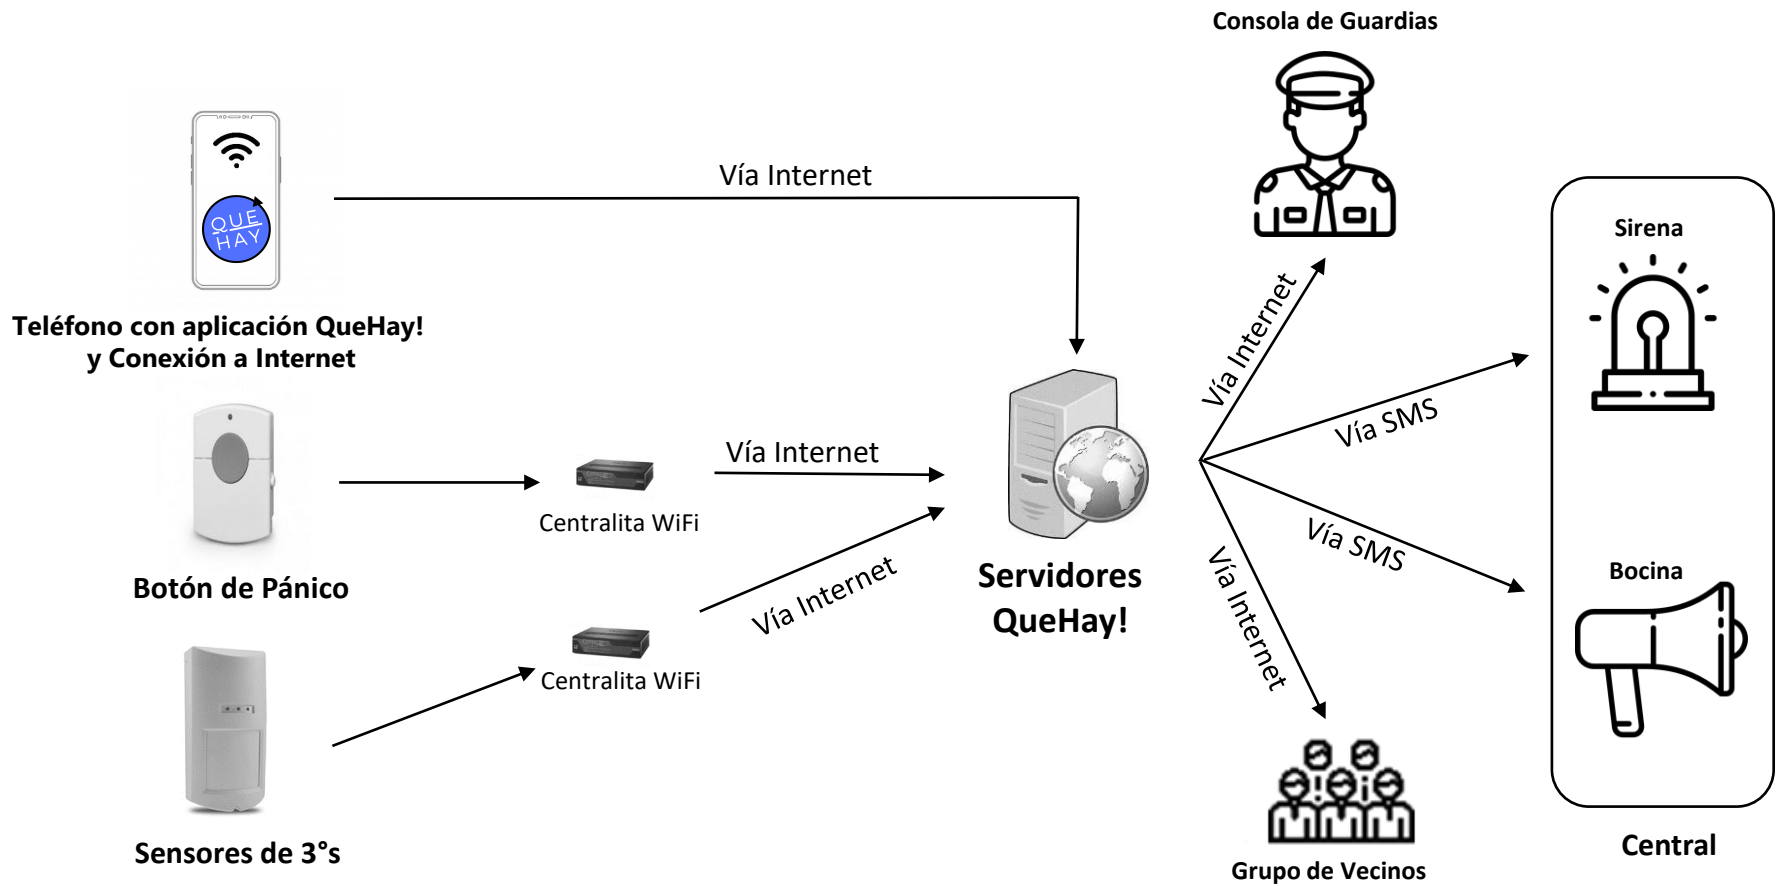 Consola de Guardias
Vía Internet
QUE
HAY
Teléfono con aplicación QueHay!
y Conexión a Internet
Sirena
Vía Internet
Vía SMS
Vía Internet
Centralita WiFi
Botón de Pánico
Servidores
QueHay!
Vía SMS
Bocina
Vía Internet
Vía Internet
Centralita WiFi
Sensores de 3°s
Central
Grupo de Vecinos